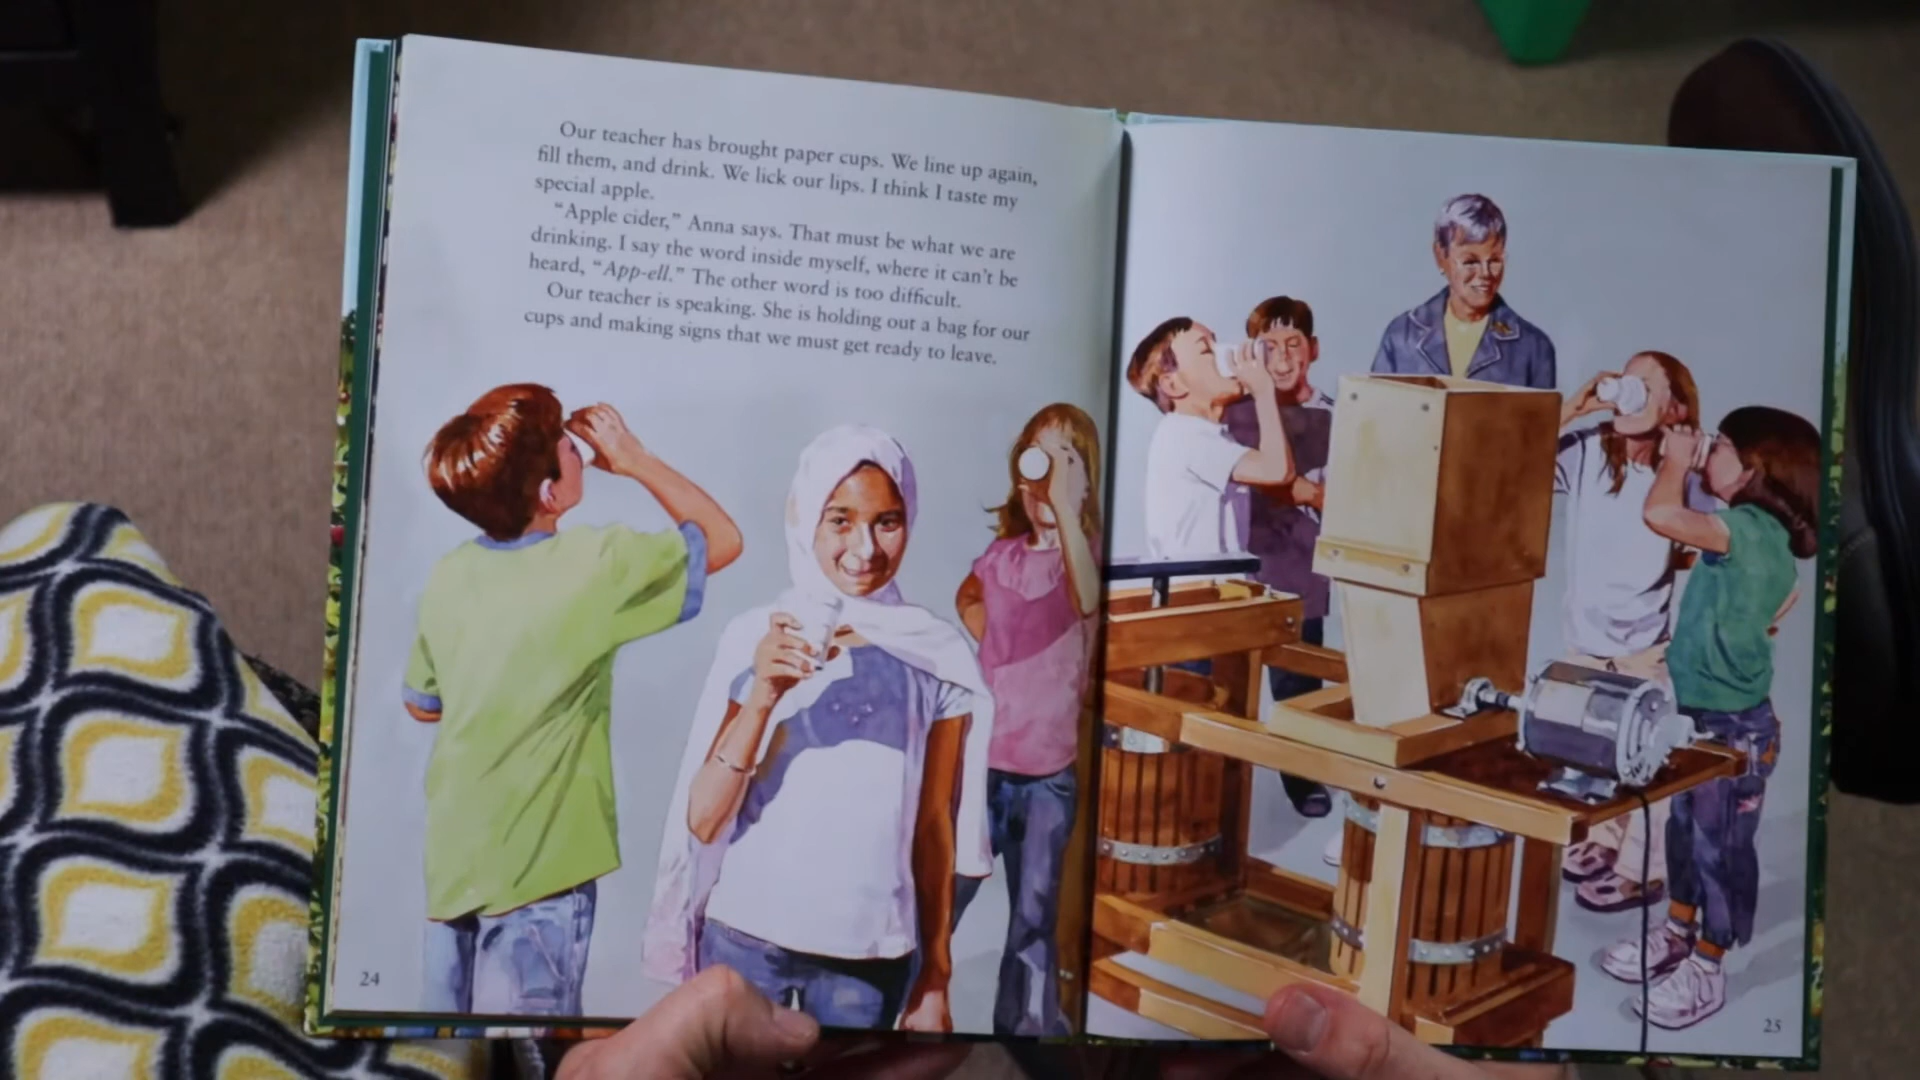 Our teacher has brought paper cups. We line up again,
fill them, and drink. We lick our lips. I think I taste my
special apple.
“Apple cider,” Anna says. That must be what we are
drinking. I say the word inside myself, where it can’t be
heard, “App-ell.” The other word is too difficult.
Our teacher is speaking. She is holding out a bag for our
cups and making signs that we must get ready to leave.
24
25